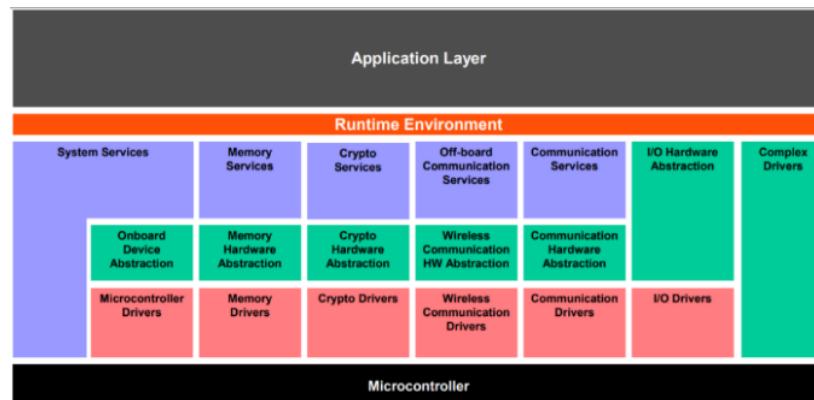 Application Layer
Runtime Environment
System Services
Memory
Services
Crypto
Services
Off-board
Communication
Services
Communication
Services
I/O Hardware
Abstraction
Complex
Drivers
Onboard
Device
Abstraction
Memory
Hardware
Abstraction
Crypto
Hardware
Abstraction
Wireless
Communication
HW Abstraction
Communication
Hardware
Abstraction
Microcontroller
Drivers
Memory
Drivers
Crypto Drivers
Wireless
Communication
Drivers
Communication
Drivers
I/O Drivers
Microcontroller